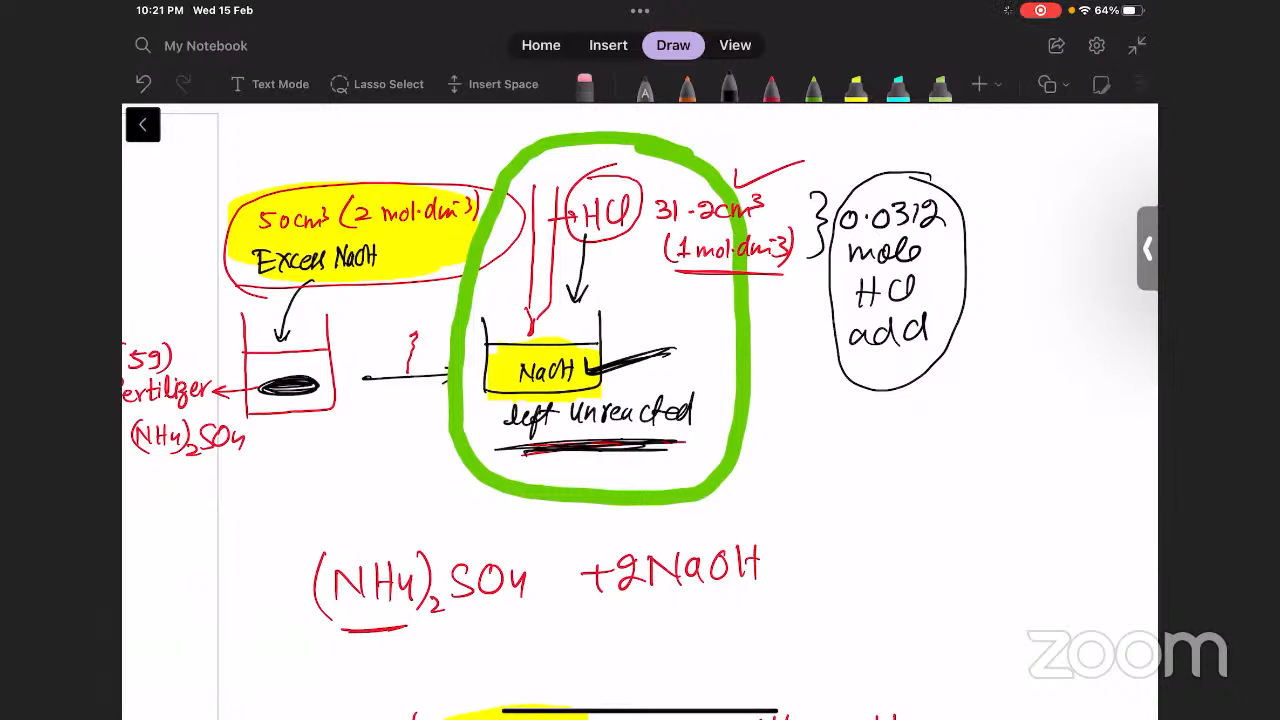 10:21 PM Wed 15 Feb
64%
My Notebook
Home Insert Draw View
Text Mode Lasso Select Insert Space
A
50cm³ (2 mol·dm-3)
Excess NaOH
HCl 31.2cm³
(1 mol·dm-3)
0.0312
mole
HCl
add
(5g)
fertilizer
(NH4)2SO4
NaOH
left Unreacted
(NH4)2SO4 + 2NaOH
zoom